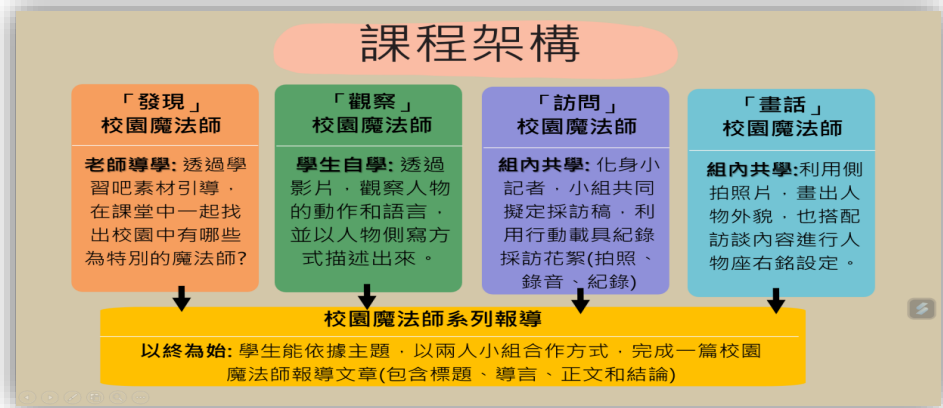 課程架構
「發現」
校園魔法師
老師導學: 透過學
習吧素材引導，
在課堂中一起找
出校園中有哪些
為特別的魔法師?
「觀察」
校園魔法師
學生自學: 透過
影片，觀察人物
的動作和語言，
並以人物側寫方
式描述出來。
「訪問」
校園魔法師
組內共學: 化身小
記者，小組共同
擬定採訪稿，利
用行動載具紀錄
採訪花絮(拍照、
錄音、紀錄)
「畫話」
校園魔法師
組內共學:利用側
拍照片，畫出人
物外貌，也搭配
訪談內容進行人
物座右銘設定。
校園魔法師系列報導
以終為始: 學生能依據主題，以兩人小組合作方式，完成一篇校園
魔法師報導文章(包含標題、導言、正文和結論)